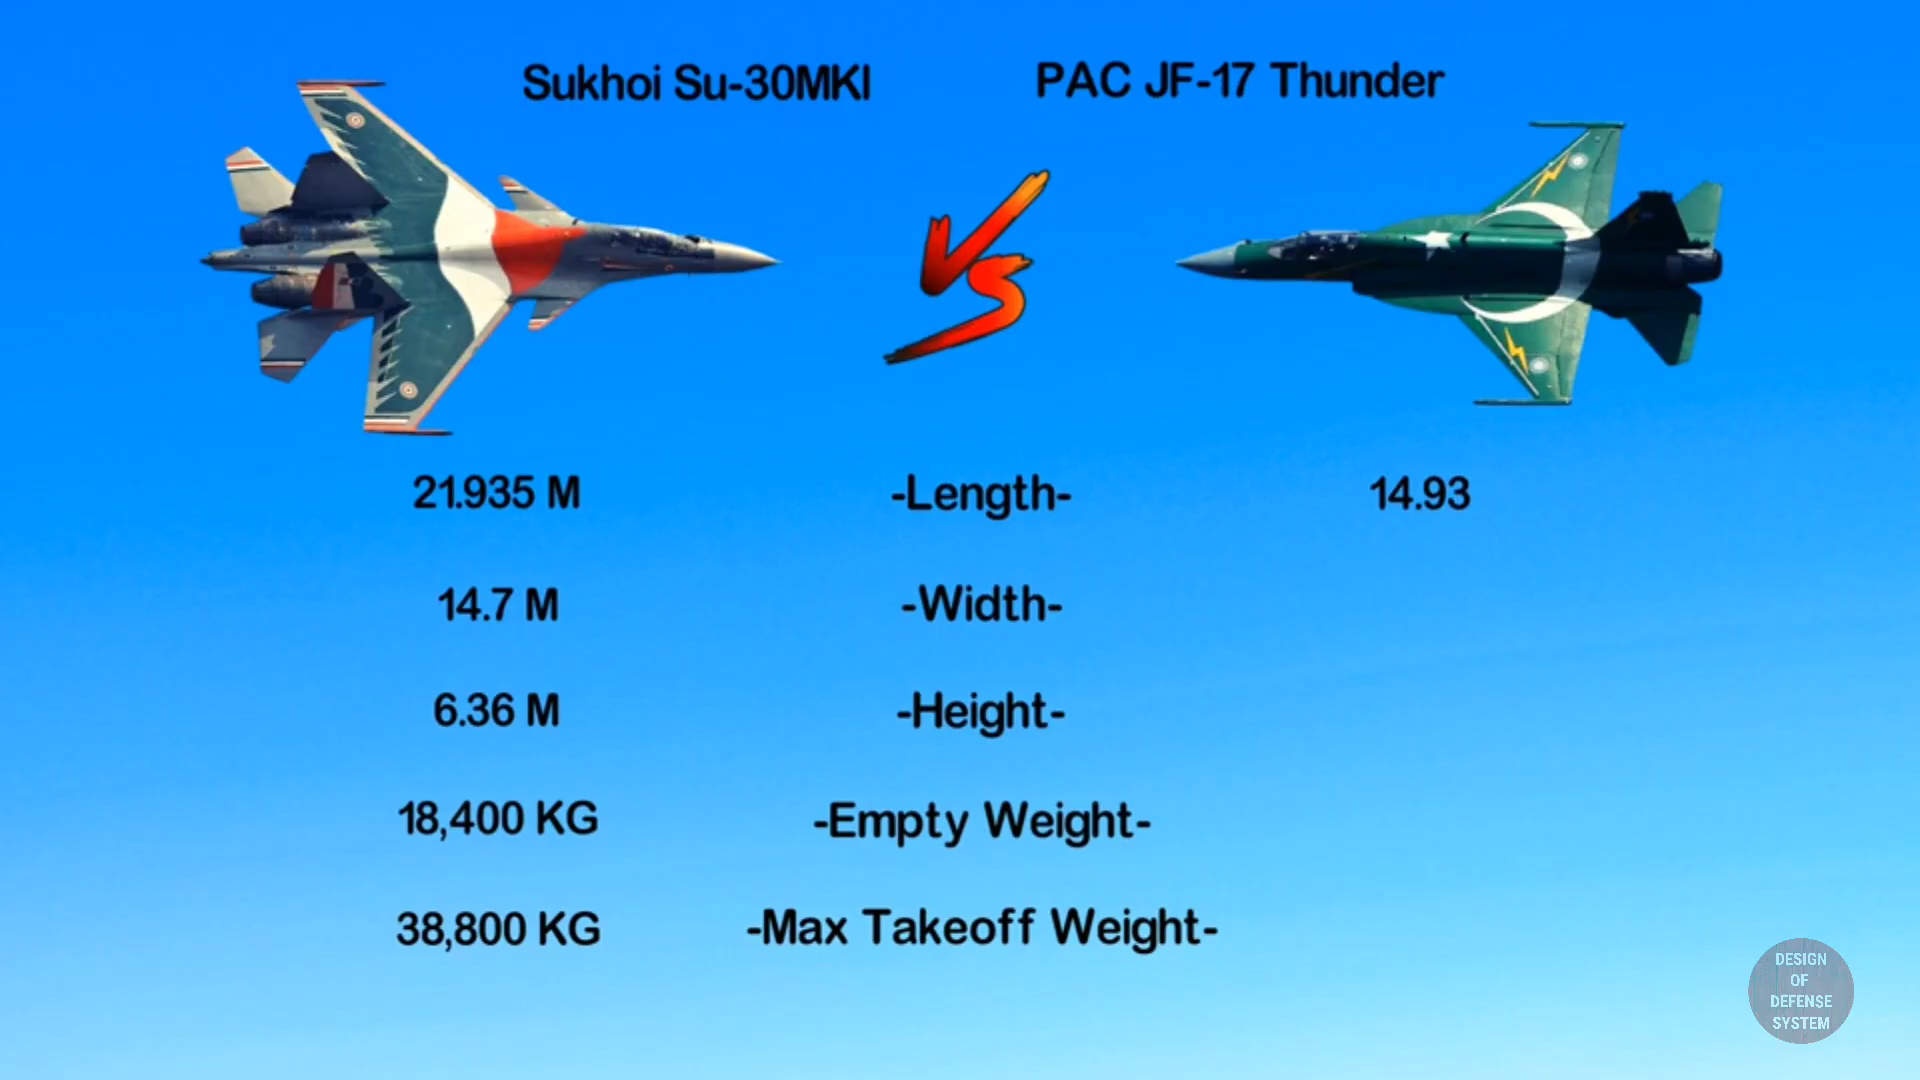 Sukhoi Su-30MKI
PAC JF-17 Thunder
VS
21.935 M
-Length-
14.93
14.7 M
-Width-
6.36 M
-Height-
18,400 KG
-Empty Weight-
38,800 KG
-Max Takeoff Weight-
DESIGN
OF
DEFENSE
SYSTEM